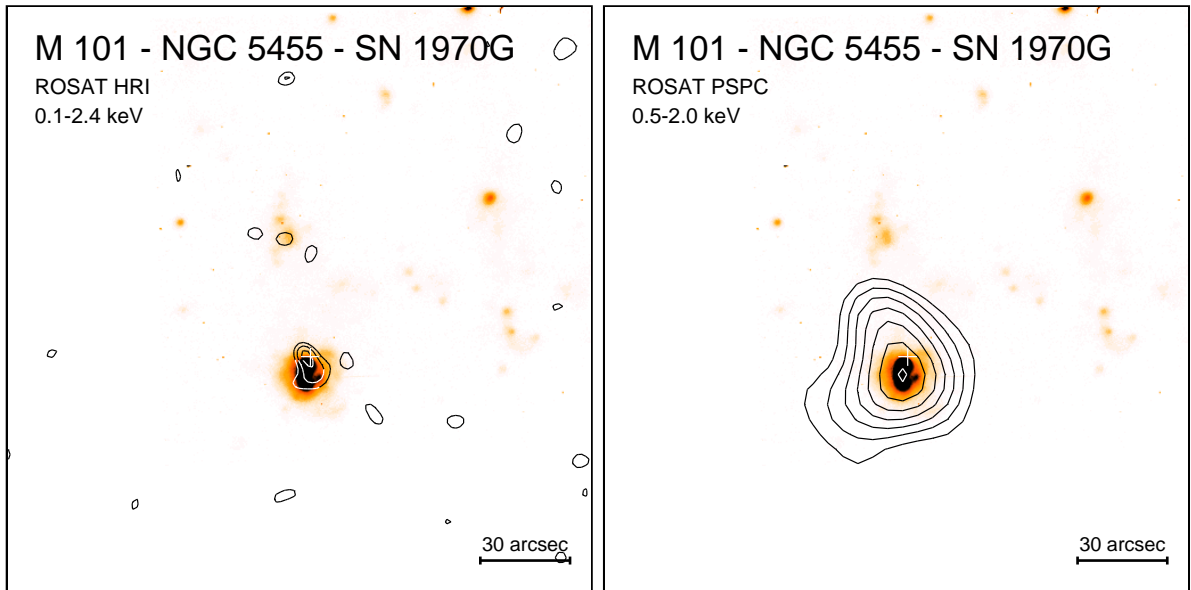 M 101 - NGC 5455 - SN 1970G
ROSAT HRI
0.1-2.4 keV
30 arcsec
M 101 - NGC 5455 - SN 1970G
ROSAT PSPC
0.5-2.0 keV
30 arcsec